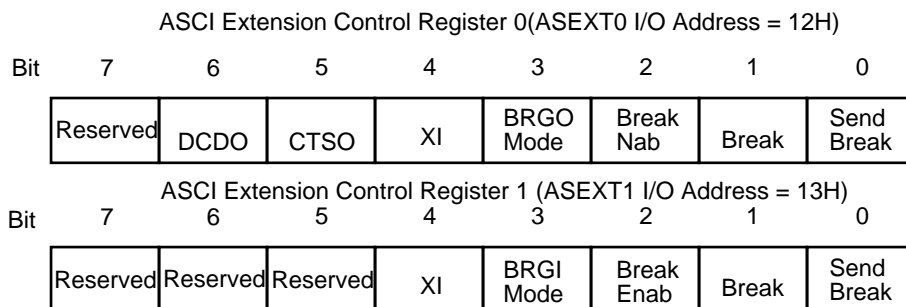 ASCI Extension Control Register 0(ASEXT0 I/O Address = 12H)
Bit 7 6 5 4 3 2 1 0
Reserved DCDO CTSO XI BRGO Mode Break Nab Break Send Break
ASCI Extension Control Register 1 (ASEXT1 I/O Address = 13H)
Bit 7 6 5 4 3 2 1 0
Reserved Reserved Reserved XI BRGI Mode Break Enab Break Send Break